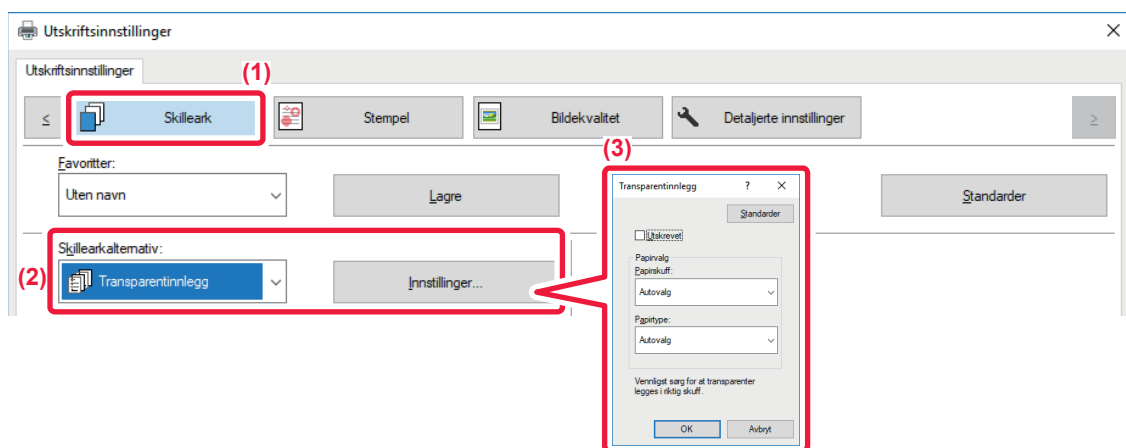 Utskriftsinnstillinger
Utskriftsinnstillinger
(1)
Skilleark
Stempel
Bildekvalitet
Detaljerte innstillinger
Favoritter:
Uten navn
Lagre
Standarder
(2)
Skillearkalternativ:
Transparentinnlegg
Innstillinger...
(3)
Transparentinnlegg
Standarder
Utskrevet
Papirvalg
Papirskuff:
Autovalg
Papirtype:
Autovalg
Vennligst sørg for at transparenter
legges i riktig skuff.
OK
Avbryt